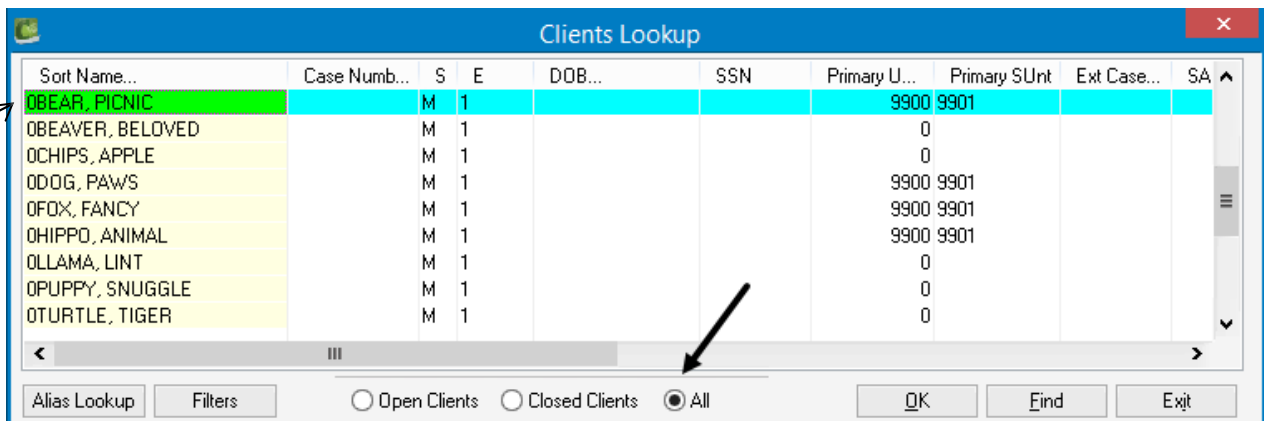 Clients Lookup
Sort Name... Case Numb... S E DOB... SSN Primary U... Primary SUnt Ext Case... SA
0BEAR, PICNIC M 1 9900 9901
0BEAVER, BELOVED M 1 0
0CHIPS, APPLE M 1 0
0DOG, PAWS M 1 9900 9901
0FOX, FANCY M 1 9900 9901
0HIPPO, ANIMAL M 1 9900 9901
0LLAMA, LINT M 1 0
0PUPPY, SNUGGLE M 1 0
0TURTLE, TIGER M 1 0
Alias Lookup Filters Open Clients Closed Clients All OK Find Exit